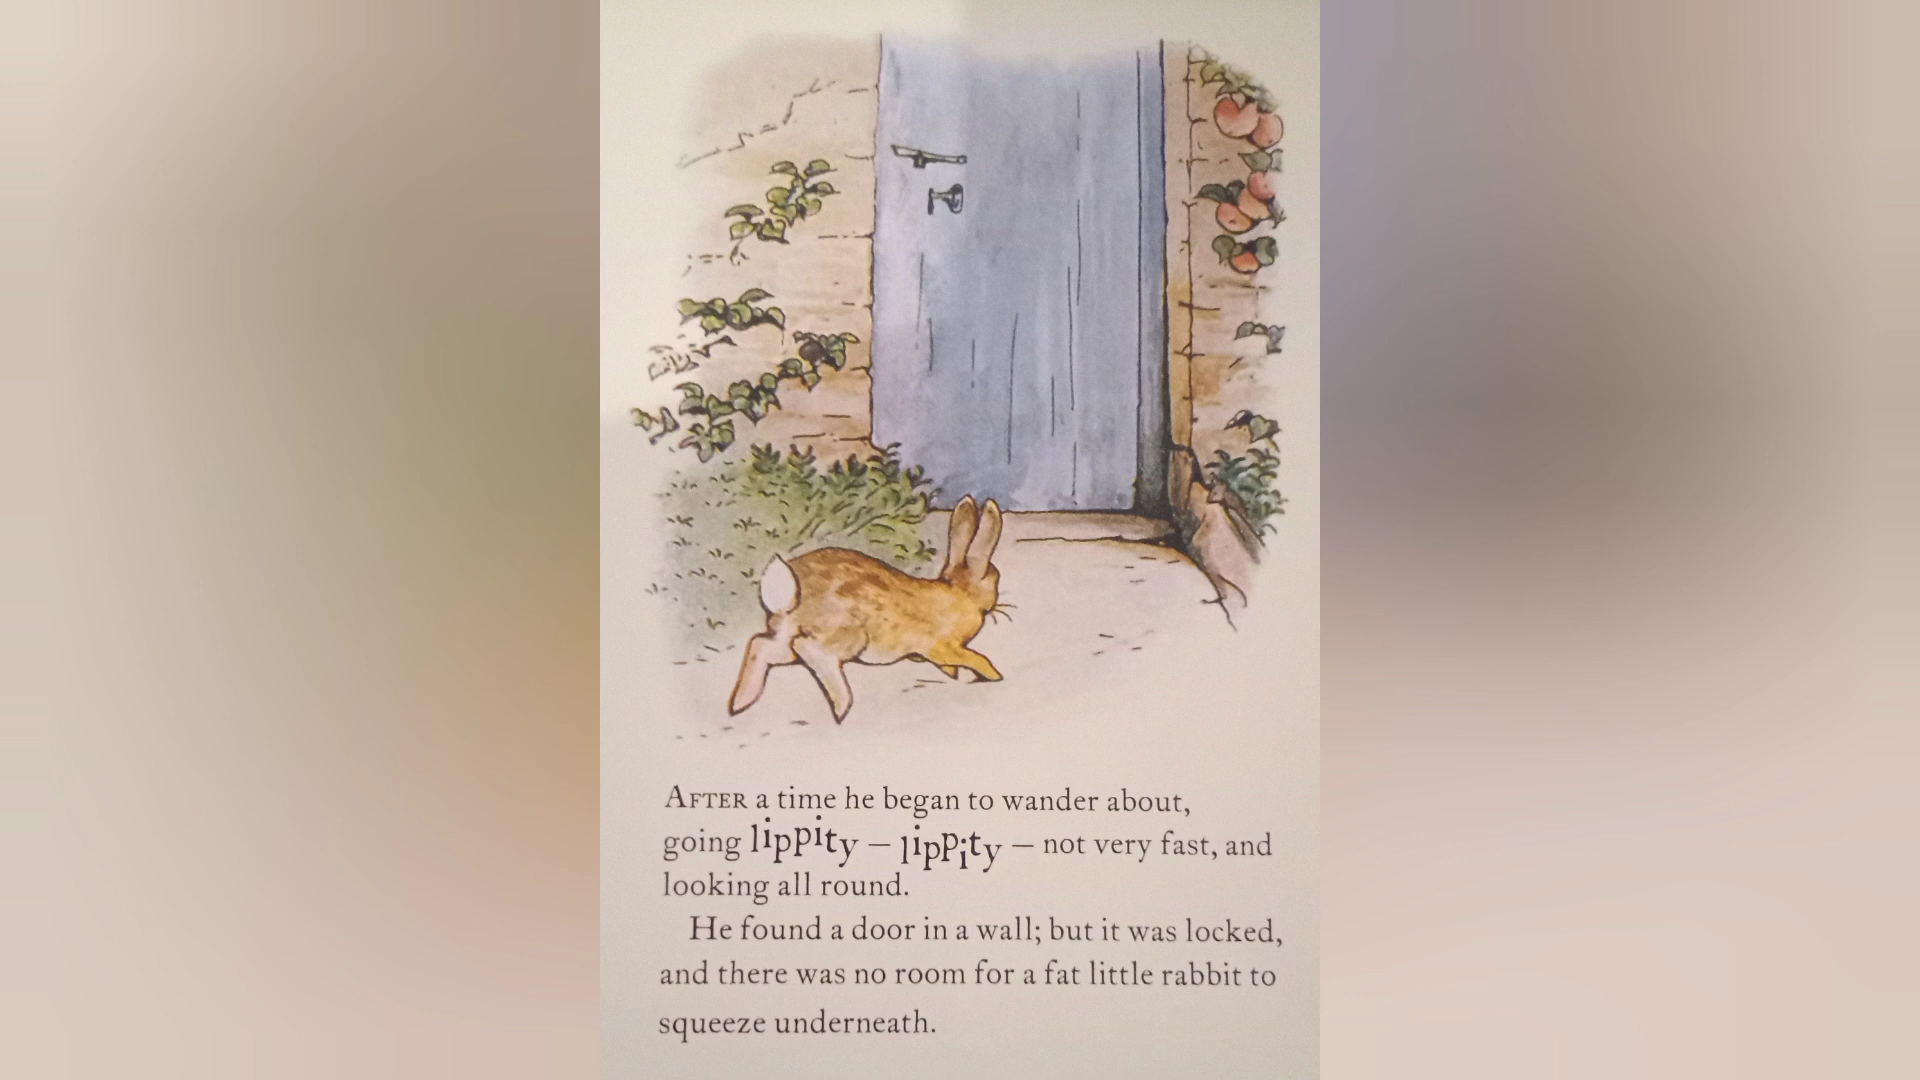 AFTER a time he began to wander about,
going lippity – lippity – not very fast, and
looking all round.
He found a door in a wall; but it was locked,
and there was no room for a fat little rabbit to
squeeze underneath.